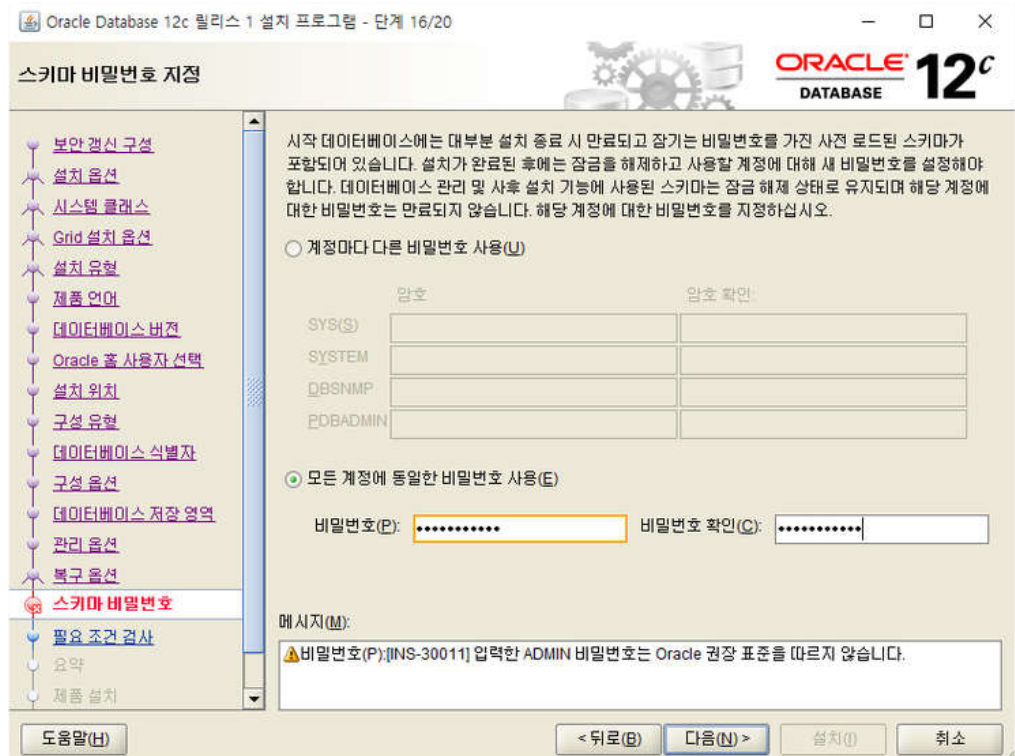 Oracle Database 12c 릴리스 1 설치 프로그램 - 단계 16/20
스키마 비밀번호 지정
ORACLE
DATABASE
12c
보안 갱신 구성
설치 옵션
시스템 클래스
Grid 설치 옵션
설치 유형
제품 언어
데이터베이스 버전
Oracle 홈 사용자 선택
설치 위치
구성 유형
데이터베이스 식별자
구성 옵션
데이터베이스 저장 영역
관리 옵션
복구 옵션
스키마 비밀번호
필요 조건 검사
요약
제품 설치
시작 데이터베이스에는 대부분 설치 종료 시 만료되고 잠기는 비밀번호를 가진 사전 로드된 스키마가
포함되어 있습니다. 설치가 완료된 후에는 잠금을 해제하고 사용할 계정에 대해 새 비밀번호를 설정해야
합니다. 데이터베이스 관리 및 사후 설치 기능에 사용된 스키마는 잠금 해제 상태로 유지되며 해당 계정에
대한 비밀번호는 만료되지 않습니다. 해당 계정에 대한 비밀번호를 지정하십시오.
계정마다 다른 비밀번호 사용(U)
암호 암호 확인:
SYS(S)
SYSTEM
DBSNMP
PDBADMIN
모든 계정에 동일한 비밀번호 사용(E)
비밀번호(P): ••••••••••• 비밀번호 확인(C): •••••••••••
메시지(M):
비밀번호(P):[INS-30011] 입력한 ADMIN 비밀번호는 Oracle 권장 표준을 따르지 않습니다.
도움말(H) < 뒤로(B) 다음(N) > 설치(I) 취소